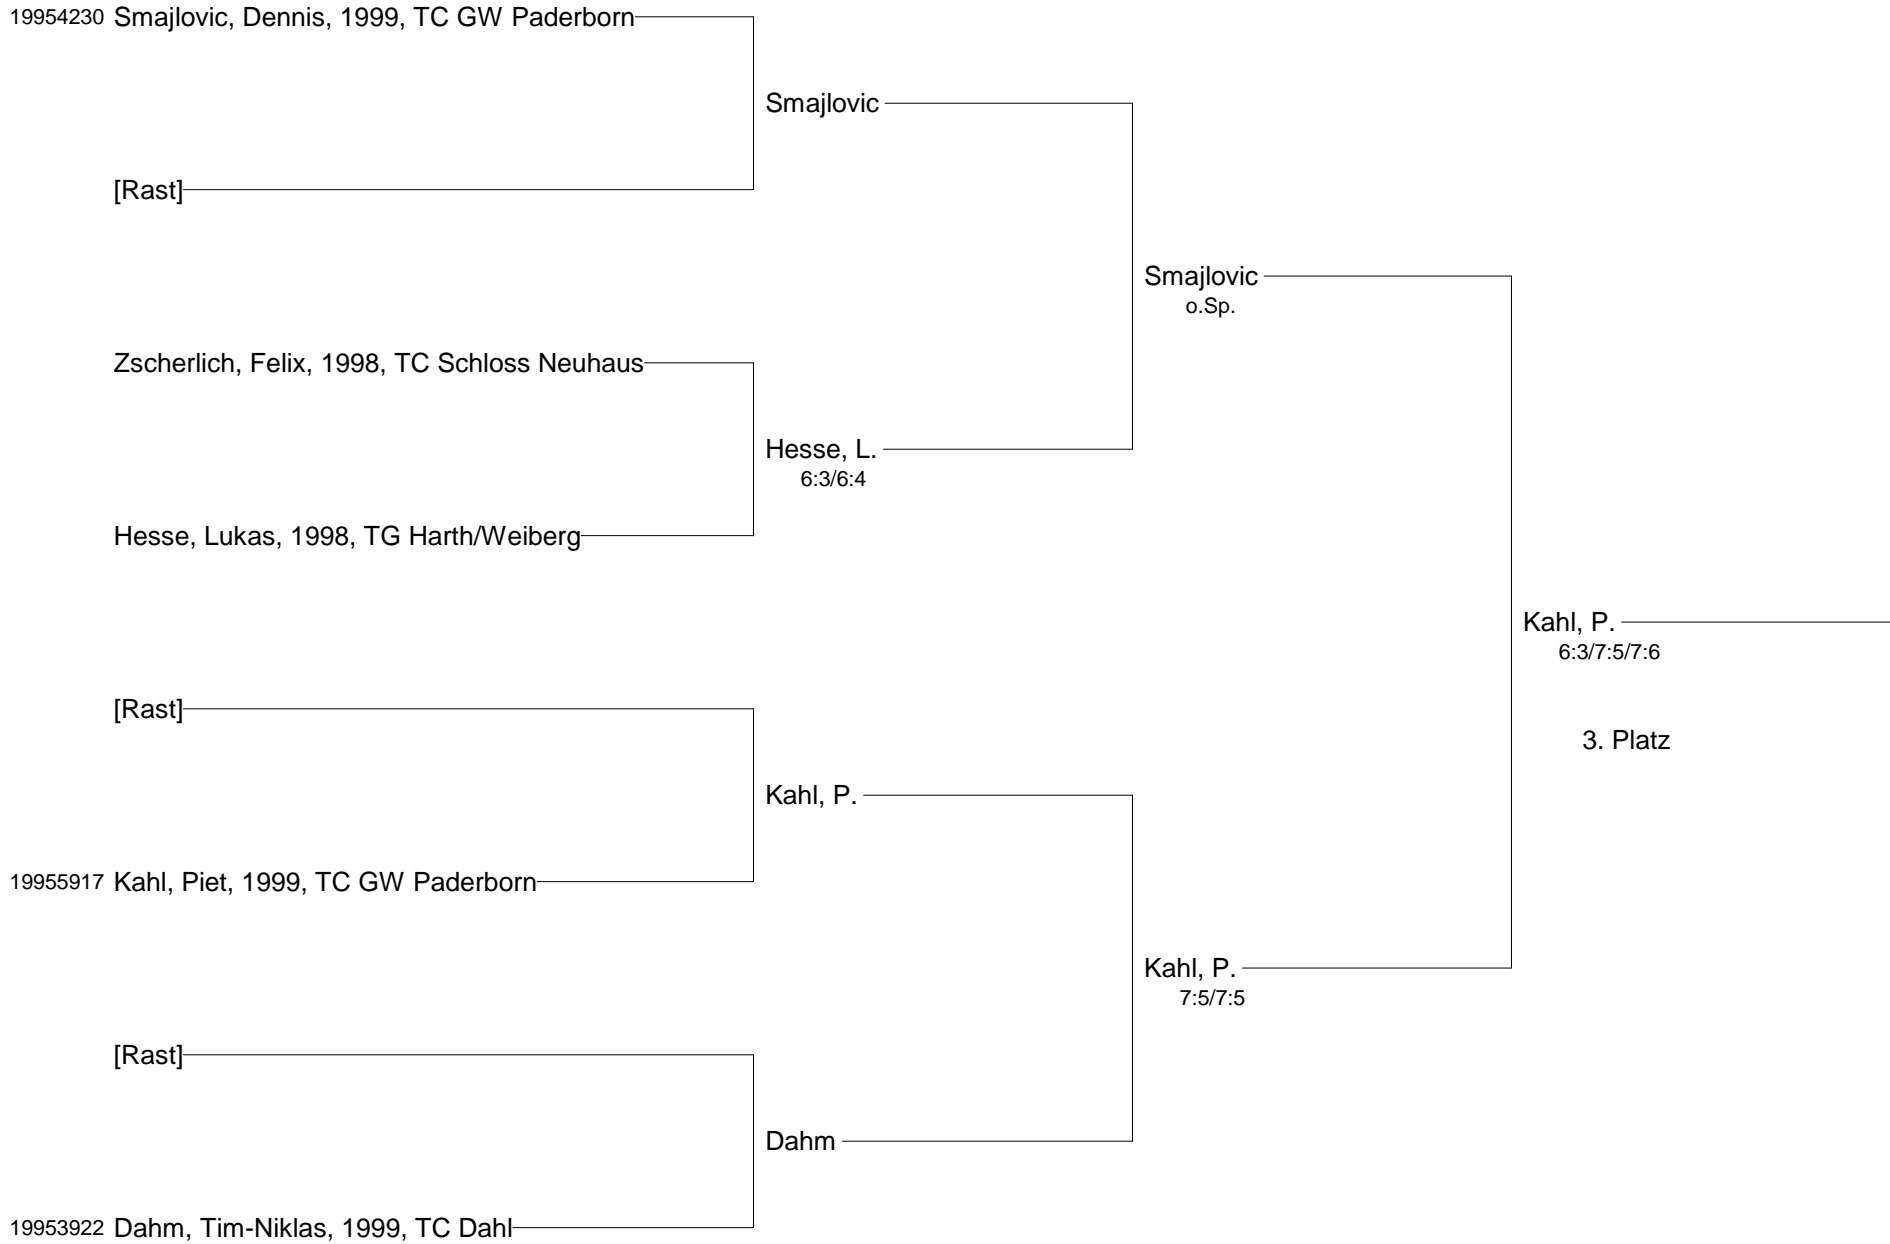 19954230 Smajlovic, Dennis, 1999, TC GW Paderborn
Smajlovic
[Rast]
Smajlovic
o.Sp.
Zscherlich, Felix, 1998, TC Schloss Neuhaus
Hesse, L.
6:3/6:4
Hesse, Lukas, 1998, TG Harth/Weiberg
Kahl, P.
6:3/7:5/7:6
[Rast]
3. Platz
Kahl, P.
19955917 Kahl, Piet, 1999, TC GW Paderborn
Kahl, P.
7:5/7:5
[Rast]
Dahm
19953922 Dahm, Tim-Niklas, 1999, TC Dahl